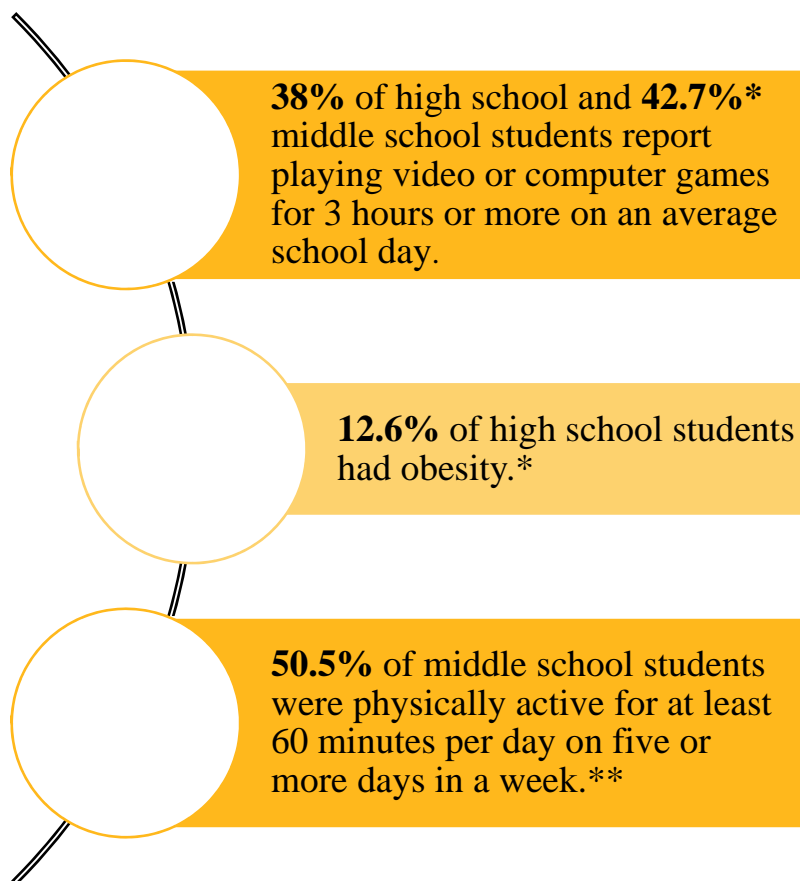 38% of high school and 42.7%*
middle school students report
playing video or computer games
for 3 hours or more on an average
school day.
12.6% of high school students
had obesity.*
50.5% of middle school students
were physically active for at least
60 minutes per day on five or
more days in a week.**